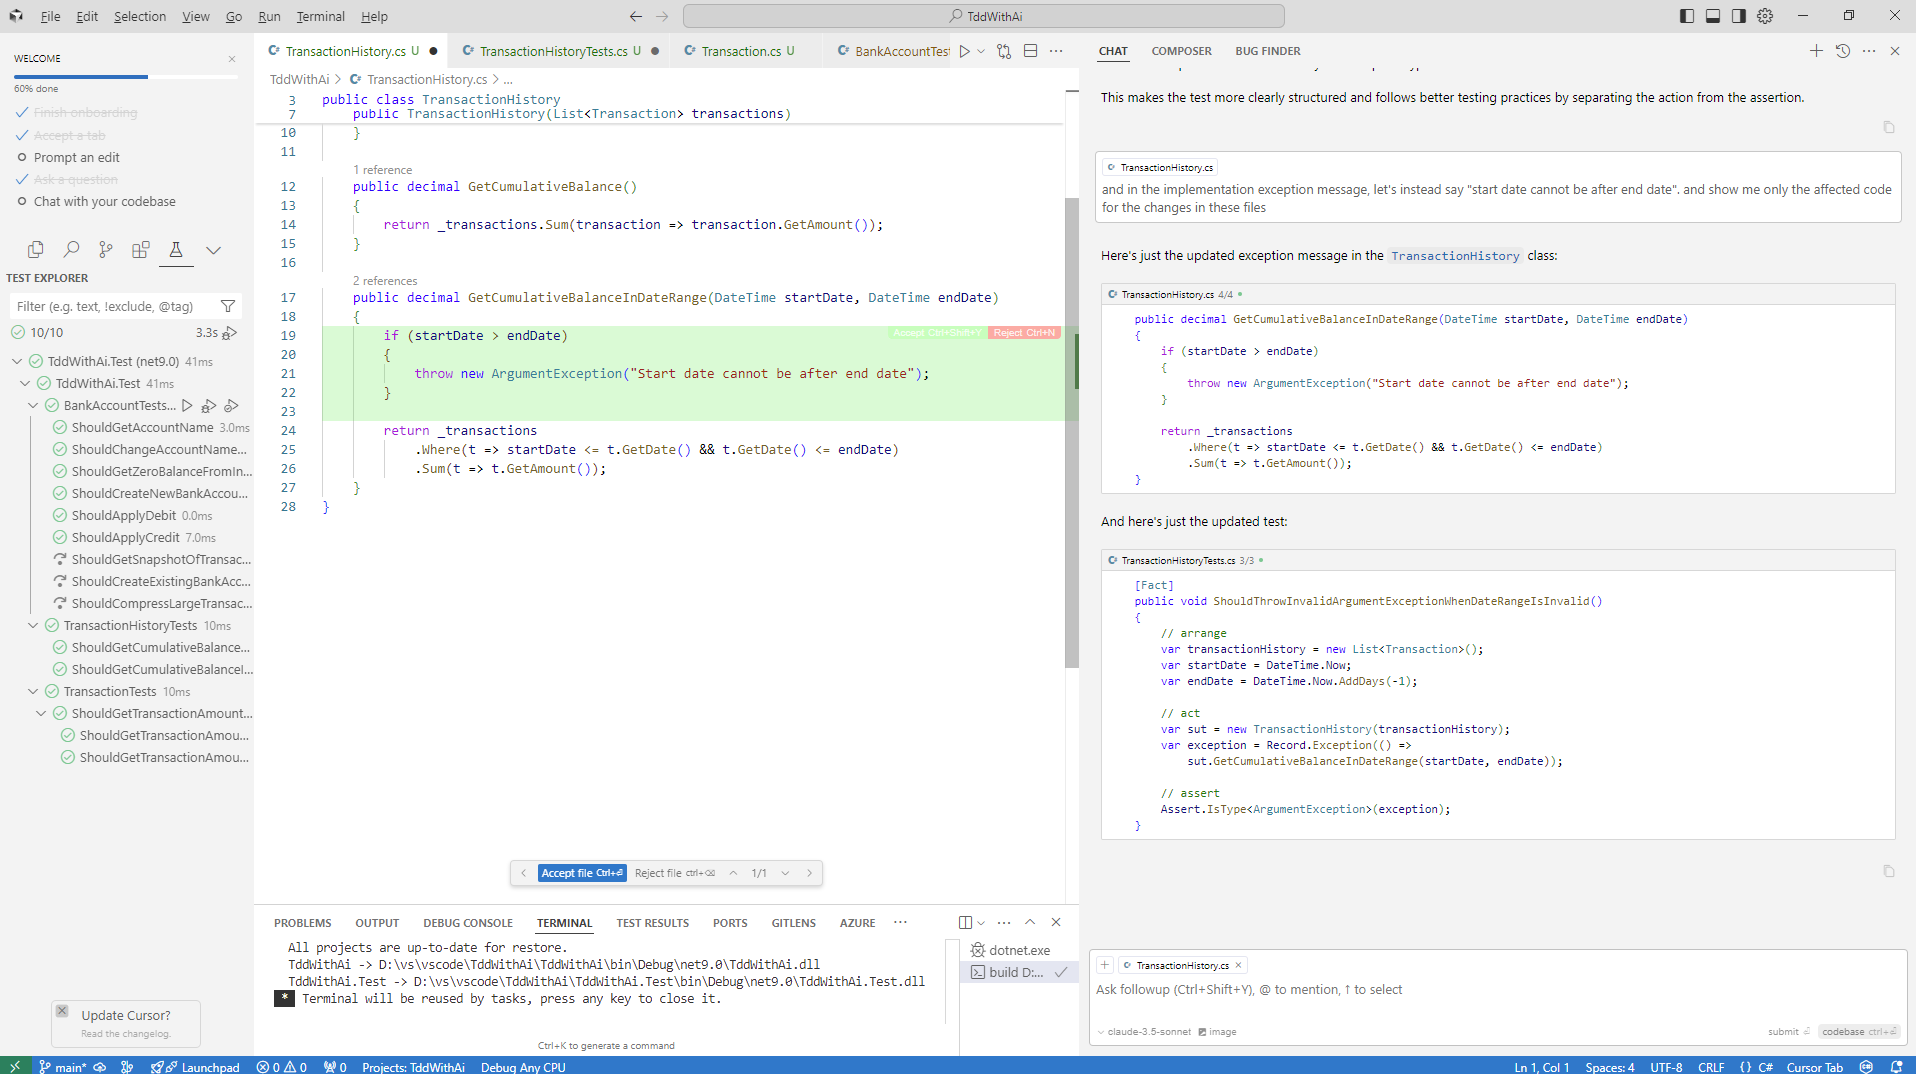 File Edit Selection View Go Run Terminal Help
TddWithAi
WELCOME
60% done
Finish onboarding
Accept a tab
Prompt an edit
Ask a question
Chat with your codebase
TEST EXPLORER
Filter (e.g. text, !exclude, @tag)
10/10 3.3s
TddWithAi.Test (net9.0) 41ms
TddWithAi.Test 41ms
BankAccountTests...
ShouldGetAccountName 3.0ms
ShouldChangeAccountName...
ShouldGetZeroBalanceFromIn...
ShouldCreateNewBankAccou...
ShouldApplyDebit 0.0ms
ShouldApplyCredit 7.0ms
ShouldGetSnapshotOfTransac...
ShouldCreateExistingBankAcc...
ShouldCompressLargeTransac...
TransactionHistoryTests 10ms
ShouldGetCumulativeBalance...
ShouldGetCumulativeBalanceI...
TransactionTests 10ms
ShouldGetTransactionAmount...
ShouldGetTransactionAmou...
ShouldGetTransactionAmou...
Update Cursor?
Read the changelog.
TransactionHistory.cs U TransactionHistoryTests.cs U Transaction.cs U BankAccountTest
TddWithAi > TransactionHistory.cs > ...
3 public class TransactionHistory
7 public TransactionHistory(List<Transaction> transactions)
10 }
11
1 reference
12 public decimal GetCumulativeBalance()
13 {
14 return _transactions.Sum(transaction => transaction.GetAmount());
15 }
16
2 references
17 public decimal GetCumulativeBalanceInDateRange(DateTime startDate, DateTime endDate)
18 {
19 if (startDate > endDate) Accept Ctrl+Shift+Y Reject Ctrl+N
20 {
21 throw new ArgumentException("Start date cannot be after end date");
22 }
23
24 return _transactions
25 .Where(t => startDate <= t.GetDate() && t.GetDate() <= endDate)
26 .Sum(t => t.GetAmount());
27 }
28 }
Accept file Ctrl+⏎ Reject file ctrl+⌫ 1/1
PROBLEMS OUTPUT DEBUG CONSOLE TERMINAL TEST RESULTS PORTS GITLENS AZURE ...
All projects are up-to-date for restore.
TddWithAi -> D:\vs\vscode\TddWithAi\TddWithAi\bin\Debug\net9.0\TddWithAi.dll
TddWithAi.Test -> D:\vs\vscode\TddWithAi\TddWithAi.Test\bin\Debug\net9.0\TddWithAi.Test.dll
* Terminal will be reused by tasks, press any key to close it.
Ctrl+K to generate a command
dotnet.exe
build D:...
CHAT COMPOSER BUG FINDER
This makes the test more clearly structured and follows better testing practices by separating the action from the assertion.
TransactionHistory.cs
and in the implementation exception message, let's instead say "start date cannot be after end date". and show me only the affected code
for the changes in these files
Here's just the updated exception message in the TransactionHistory class:
TransactionHistory.cs 4/4
public decimal GetCumulativeBalanceInDateRange(DateTime startDate, DateTime endDate)
{
if (startDate > endDate)
{
throw new ArgumentException("Start date cannot be after end date");
}
return _transactions
.Where(t => startDate <= t.GetDate() && t.GetDate() <= endDate)
.Sum(t => t.GetAmount());
}
And here's just the updated test:
TransactionHistoryTests.cs 3/3
[Fact]
public void ShouldThrowInvalidArgumentExceptionWhenDateRangeIsInvalid()
{
// arrange
var transactionHistory = new List<Transaction>();
var startDate = DateTime.Now;
var endDate = DateTime.Now.AddDays(-1);
// act
var sut = new TransactionHistory(transactionHistory);
var exception = Record.Exception(() =>
sut.GetCumulativeBalanceInDateRange(startDate, endDate));
// assert
Assert.IsType<ArgumentException>(exception);
}
+ TransactionHistory.cs ×
Ask followup (Ctrl+Shift+Y), @ to mention, ↑ to select
claude-3.5-sonnet image submit ⏎ codebase ctrl+⏎
main* Launchpad 0 0 0 Projects: TddWithAi Debug Any CPU Ln 1, Col 1 Spaces: 4 UTF-8 CRLF {} C# Cursor Tab